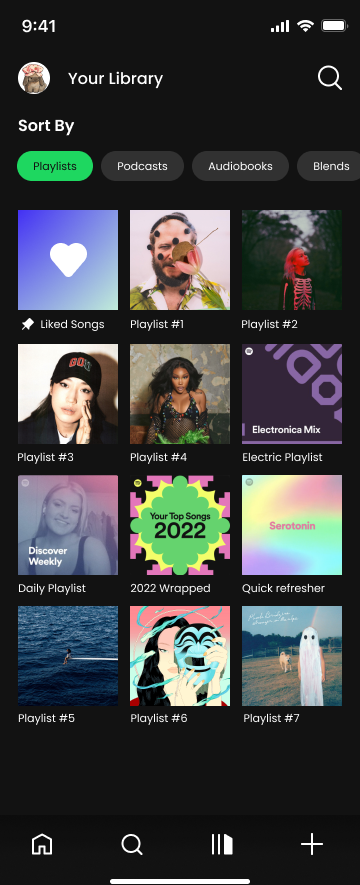 9:41
Your Library
Sort By
Playlists
Podcasts
Audiobooks
Blends
Liked Songs
Playlist #1
Playlist #2
Playlist #3
Playlist #4
Electronica Mix
Electric Playlist
Discover
Weekly
Daily Playlist
Your Top Songs
2022
2022 Wrapped
Serotonin
Quick refresher
Playlist #5
Playlist #6
Playlist #7